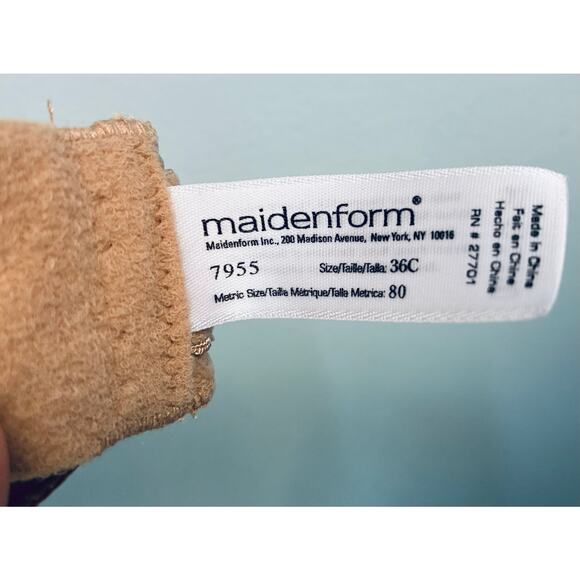 maidenform®
Maidenform Inc., 200 Madison Avenue, New York, NY 10016
7955 Size/Taille/Talla: 36C
Metric Size/Taille Métrique/Talla Metrica: 80
Made in China
Fait en Chine
Hecho en China
RN # 27701